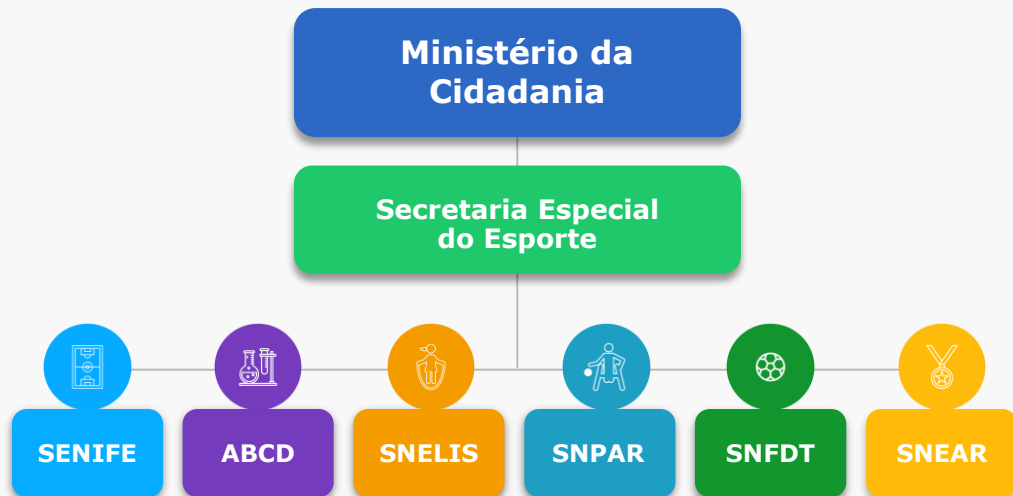 Ministério da
Cidadania
Secretaria Especial
do Esporte
SENIFE
ABCD
SNELIS
SNPAR
SNFDT
SNEAR